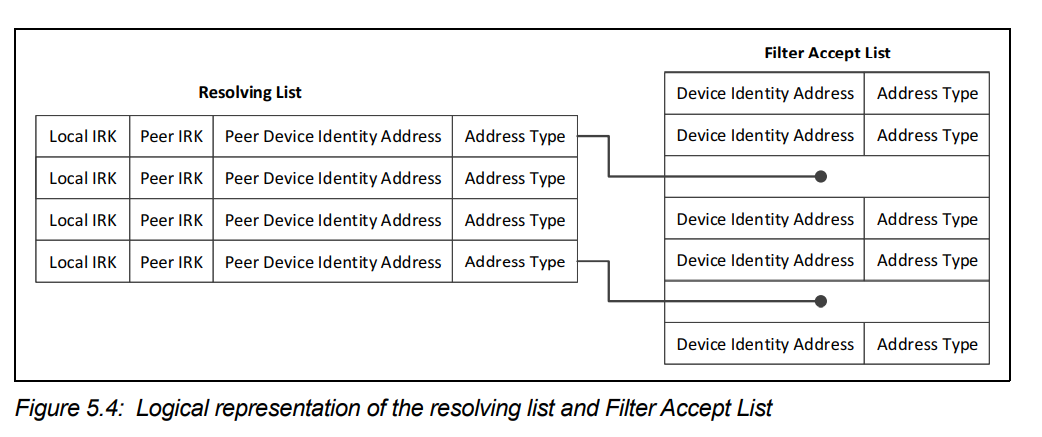 Filter Accept List
Resolving List
Device Identity Address Address Type
Local IRK Peer IRK Peer Device Identity Address Address Type
Device Identity Address Address Type
Local IRK Peer IRK Peer Device Identity Address Address Type
Local IRK Peer IRK Peer Device Identity Address Address Type
Device Identity Address Address Type
Local IRK Peer IRK Peer Device Identity Address Address Type
Device Identity Address Address Type
Device Identity Address Address Type
Figure 5.4: Logical representation of the resolving list and Filter Accept List